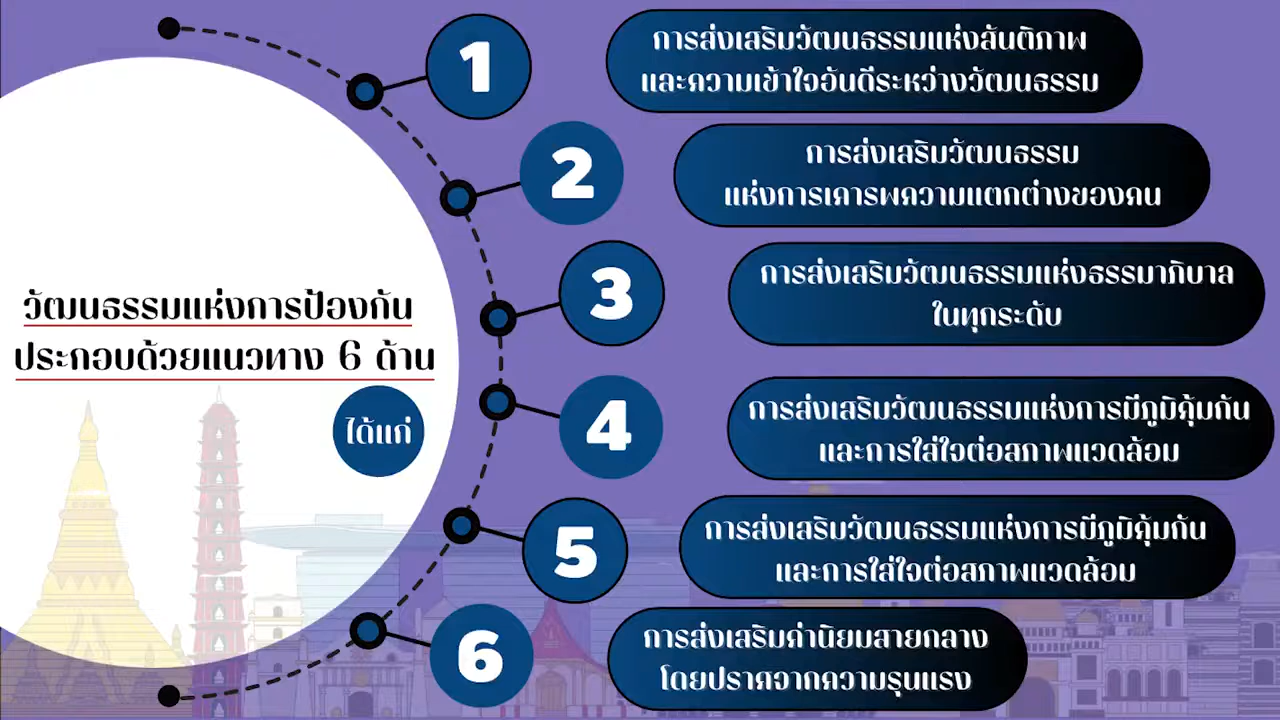 วัฒนธรรมแห่งการป้องกัน
ประกอบด้วยแนวทาง 6 ด้าน
ได้แก่
1
การส่งเสริมวัฒนธรรมแห่งสันติภาพ
และความเข้าใจอันดีระหว่างวัฒนธรรม
2
การส่งเสริมวัฒนธรรม
แห่งการเคารพความแตกต่างของคน
3
การส่งเสริมวัฒนธรรมแห่งธรรมาภิบาล
ในทุกระดับ
4
การส่งเสริมวัฒนธรรมแห่งการมีภูมิคุ้มกัน
และการใส่ใจต่อสภาพแวดล้อม
5
การส่งเสริมวัฒนธรรมแห่งการมีภูมิคุ้มกัน
และการใส่ใจต่อสภาพแวดล้อม
6
การส่งเสริมค่านิยมสายกลาง
โดยปราศจากความรุนแรง